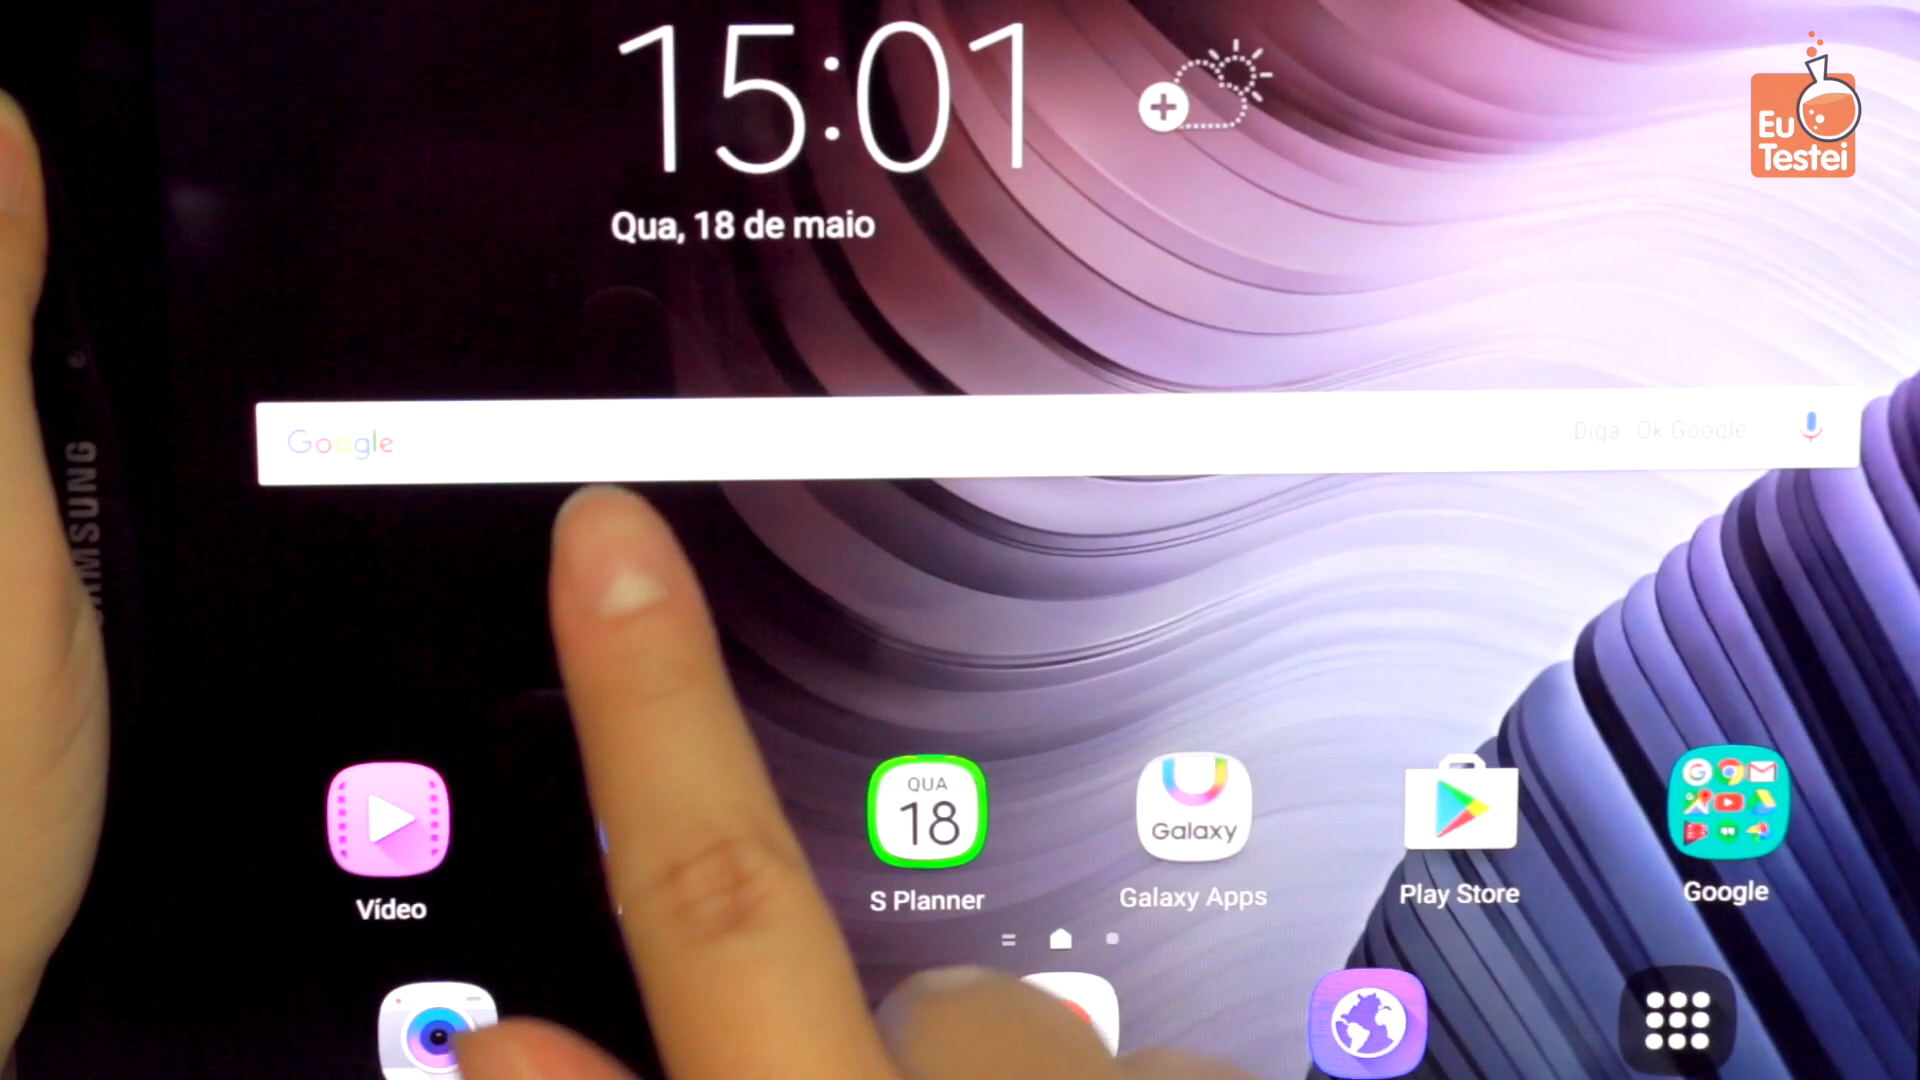 15:01
Qua, 18 de maio
Eu
Testei
Google
Diga Ok Google
SAMSUNG
QUA
18
Galaxy
Vídeo
S Planner
Galaxy Apps
Play Store
Google